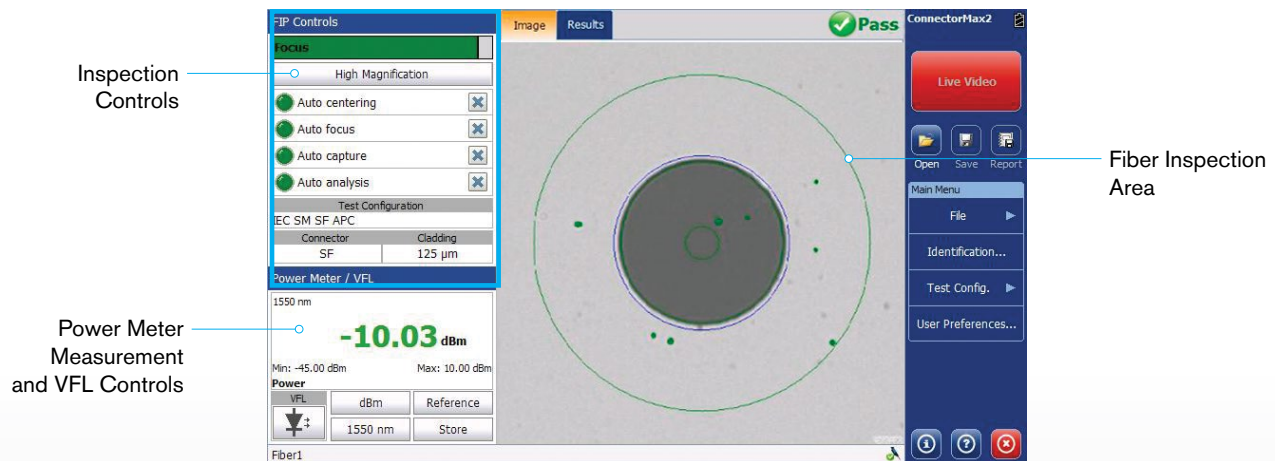 Inspection
Controls
Power Meter
Measurement
and VFL Controls
FIP Controls
Focus
High Magnification
Auto centering
Auto focus
Auto capture
Auto analysis
Test Configuration
IEC SM SF APC
Connector Cladding
SF 125 µm
Power Meter / VFL
1550 nm
-10.03 dBm
Min: -45.00 dBm Max: 10.00 dBm
Power
VFL
dBm Reference
1550 nm Store
Fiber1
Image Results
Pass
ConnectorMax2
Live Video
Open Save Report
Main Menu
File
Identification...
Test Config.
User Preferences...
Fiber Inspection
Area